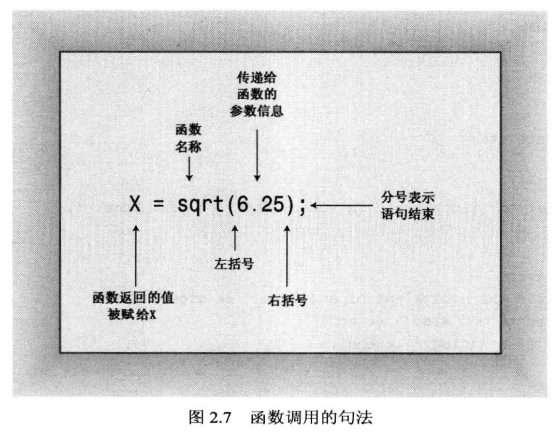 传递给
函数的
参数信息
函数
名称
X = sqrt(6.25);
分号表示
语句结束
左括号
函数返回的值
被赋给X
右括号
图 2.7 函数调用的句法